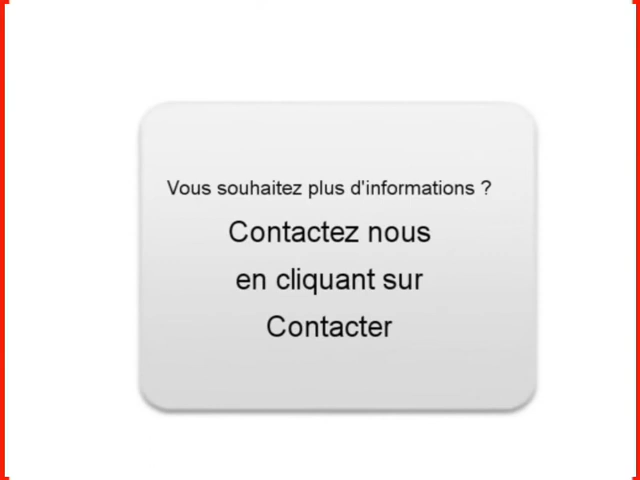 Vous souhaitez plus d'informations ?
Contactez nous
en cliquant sur
Contacter